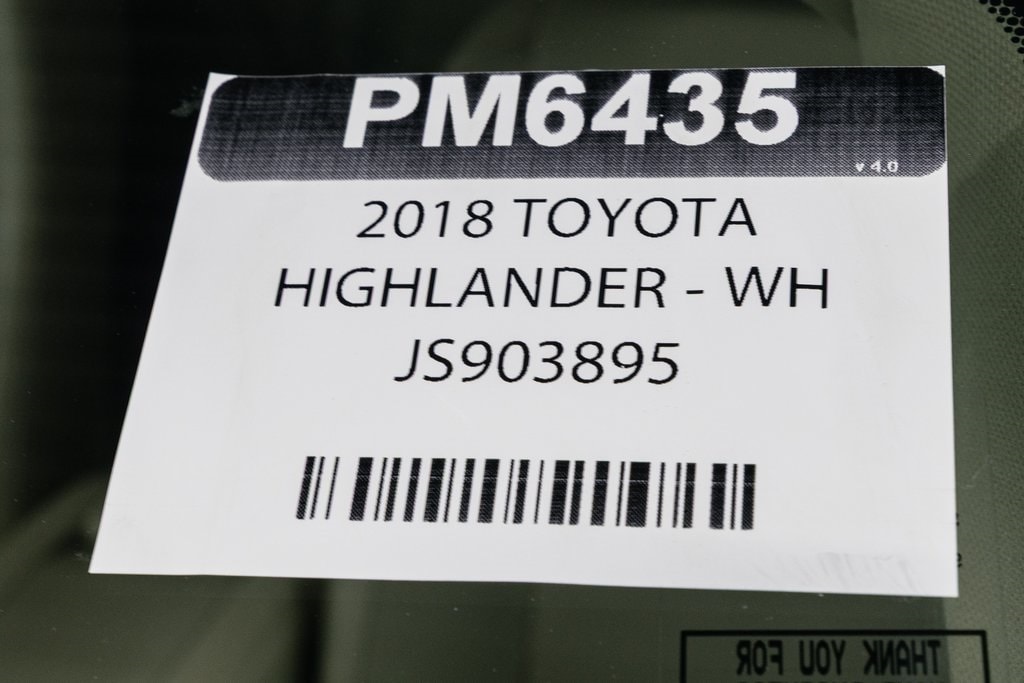 PM6435
v 4.0
2018 TOYOTA
HIGHLANDER - WH
JS903895
THANK YOU FOR